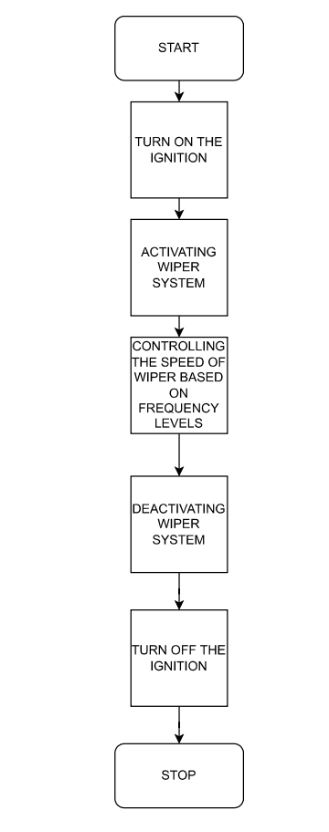 START
TURN ON THE
IGNITION
ACTIVATING
WIPER
SYSTEM
CONTROLLING
THE SPEED OF
WIPER BASED
ON
FREQUENCY
LEVELS
DEACTIVATING
WIPER
SYSTEM
TURN OFF THE
IGNITION
STOP